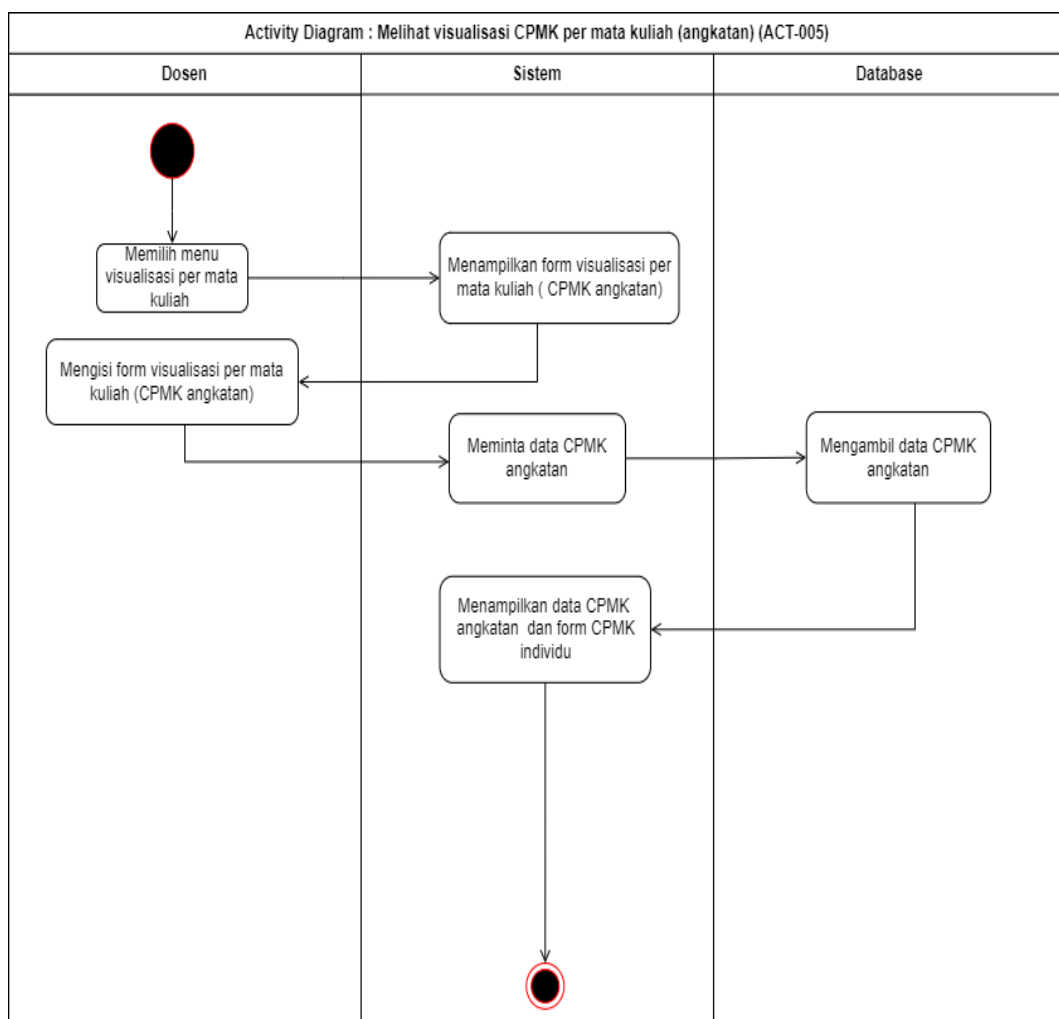 Activity Diagram : Melihat visualisasi CPMK per mata kuliah (angkatan) (ACT-005)
Dosen
Sistem
Database
Memilih menu
visualisasi per mata
kuliah
Menampilkan form visualisasi per
mata kuliah ( CPMK angkatan)
Mengisi form visualisasi per mata
kuliah (CPMK angkatan)
Meminta data CPMK
angkatan
Mengambil data CPMK
angkatan
Menampilkan data CPMK
angkatan dan form CPMK
individu